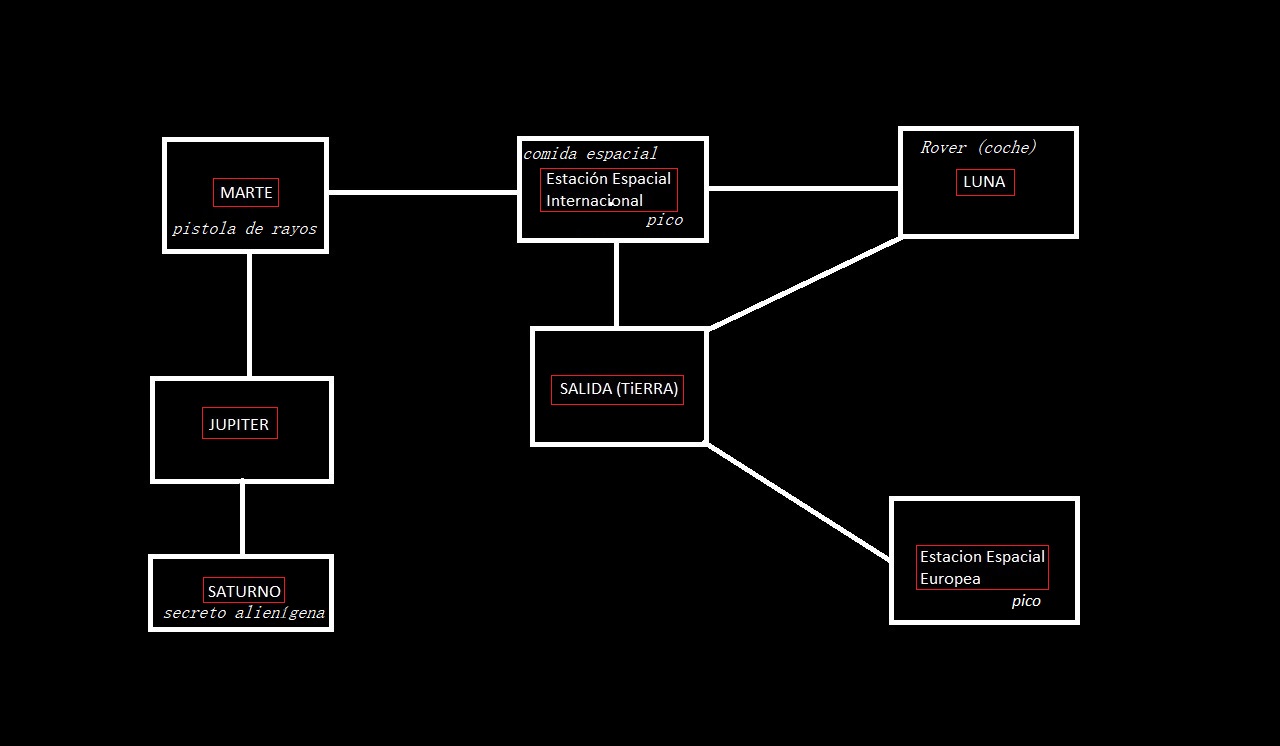 comida espacial
Estación Espacial
Internacional
pico
Rover (coche)
LUNA
MARTE
pistola de rayos
SALIDA (TiERRA)
JUPITER
Estacion Espacial
Europea
pico
SATURNO
secreto alienígena